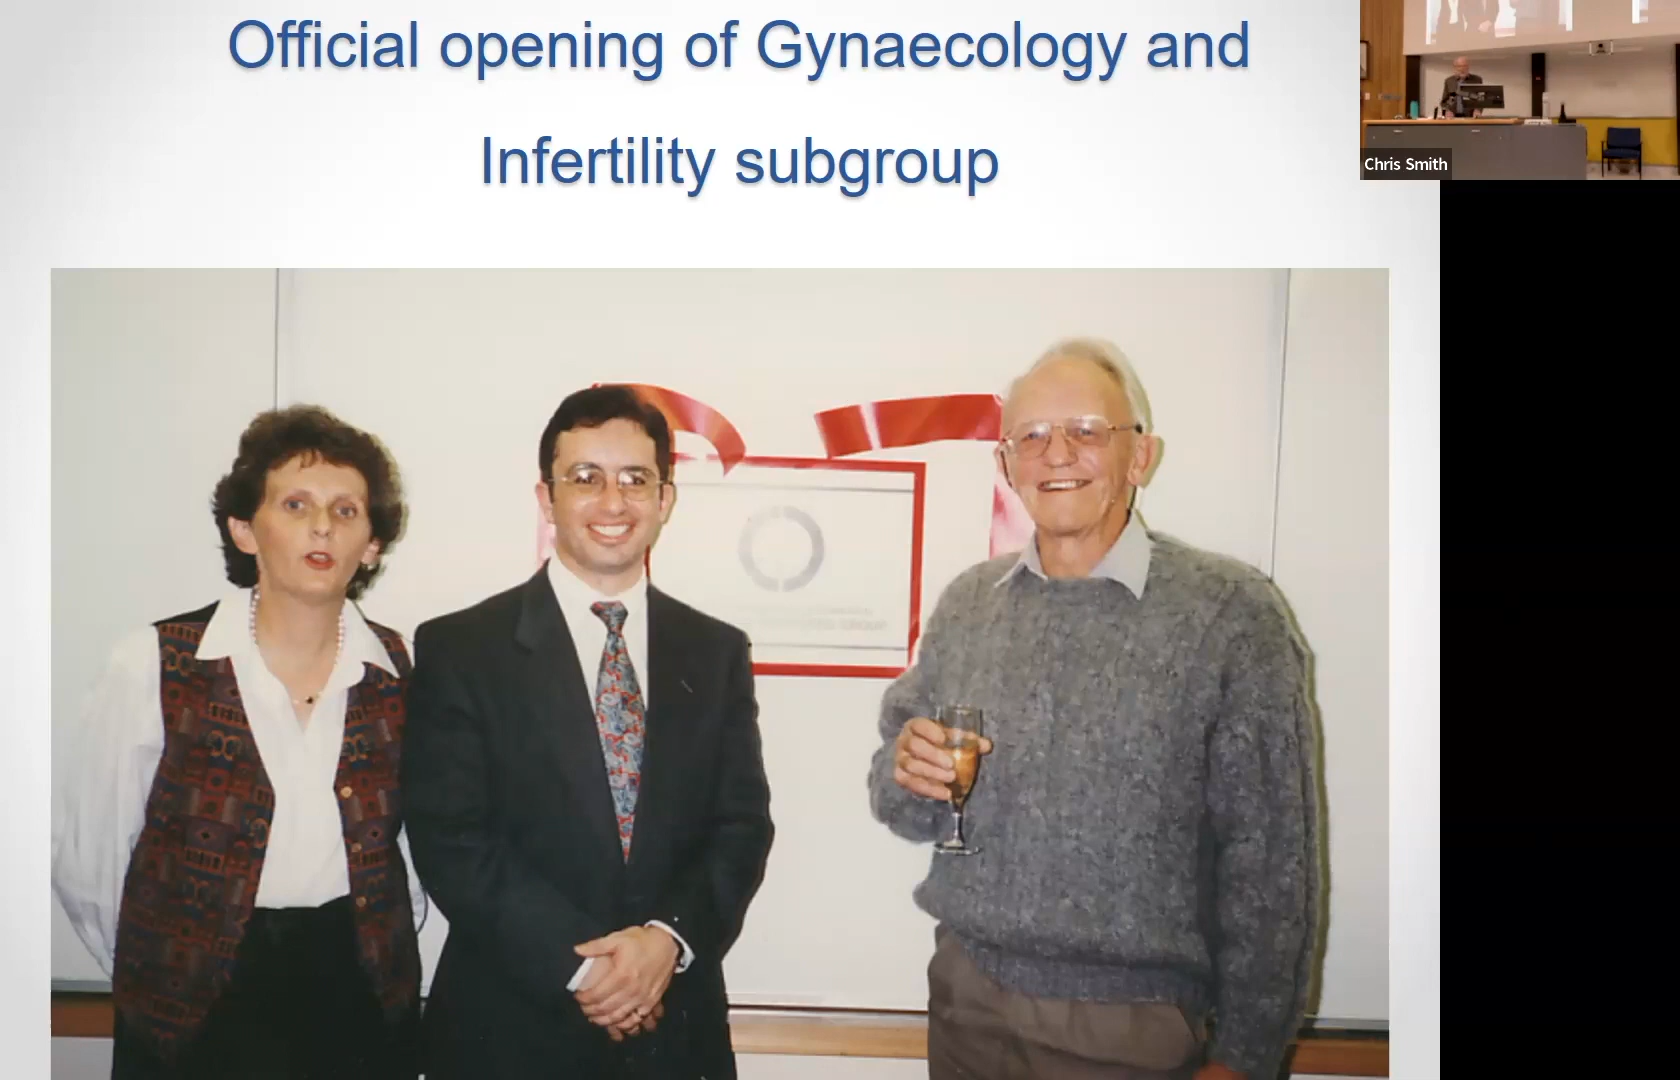 Official opening of Gynaecology and
Infertility subgroup
Chris Smith